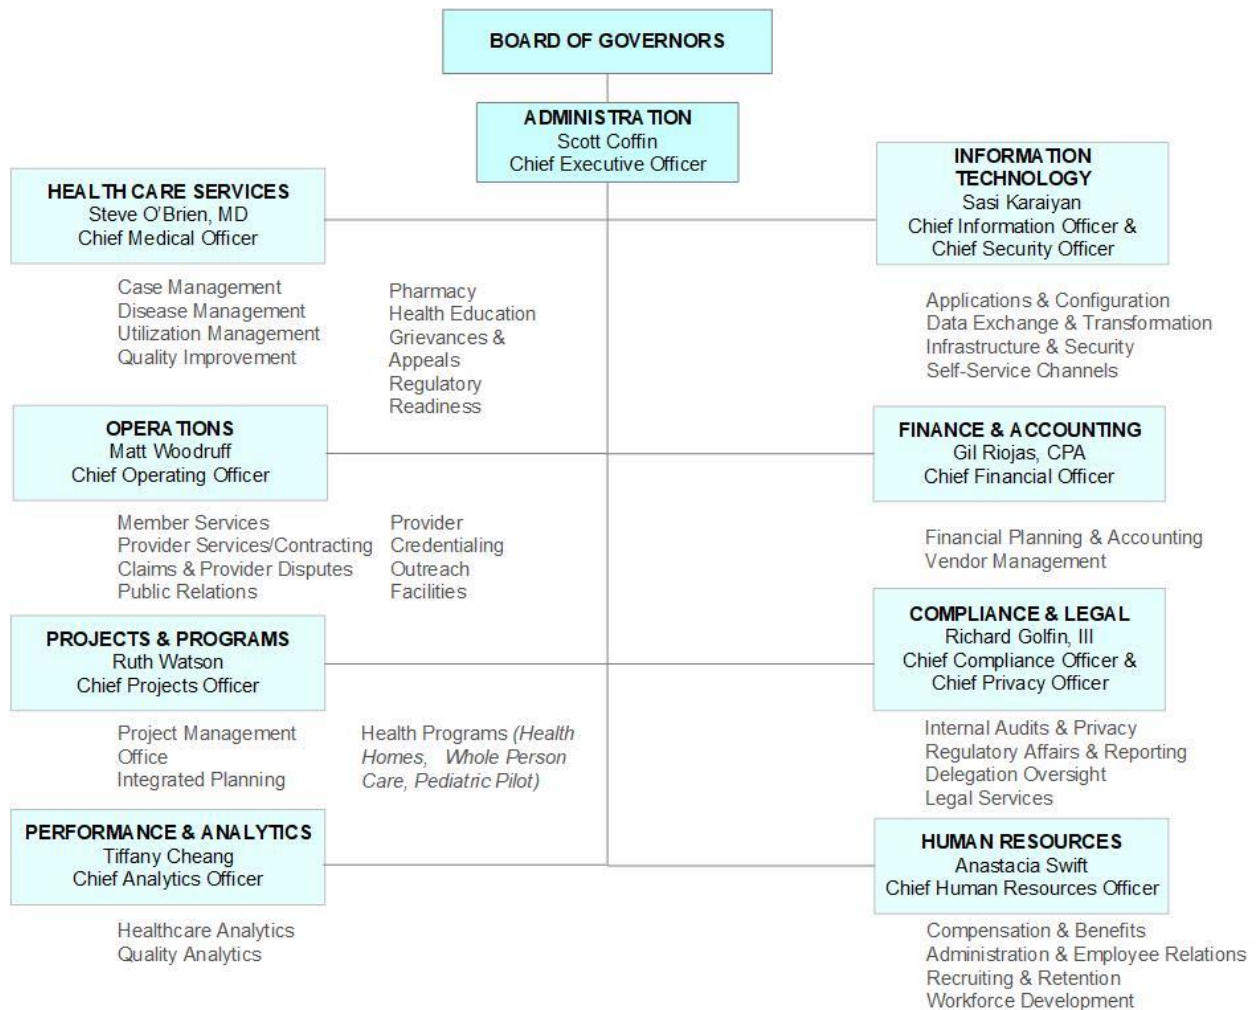 BOARD OF GOVERNORS
ADMINISTRATION
Scott Coffin
Chief Executive Officer
HEALTH CARE SERVICES
Steve O'Brien, MD
Chief Medical Officer
Case Management
Disease Management
Utilization Management
Quality Improvement
Pharmacy
Health Education
Grievances &
Appeals
Regulatory
Readiness
INFORMATION
TECHNOLOGY
Sasi Karaiyan
Chief Information Officer &
Chief Security Officer
Applications & Configuration
Data Exchange & Transformation
Infrastructure & Security
Self-Service Channels
OPERATIONS
Matt Woodruff
Chief Operating Officer
Member Services
Provider Services/Contracting
Claims & Provider Disputes
Public Relations
Provider
Credentialing
Outreach
Facilities
FINANCE & ACCOUNTING
Gil Riojas, CPA
Chief Financial Officer
Financial Planning & Accounting
Vendor Management
PROJECTS & PROGRAMS
Ruth Watson
Chief Projects Officer
Project Management
Office
Integrated Planning
Health Programs (Health
Homes, Whole Person
Care, Pediatric Pilot)
COMPLIANCE & LEGAL
Richard Golfin, III
Chief Compliance Officer &
Chief Privacy Officer
Internal Audits & Privacy
Regulatory Affairs & Reporting
Delegation Oversight
Legal Services
PERFORMANCE & ANALYTICS
Tiffany Cheang
Chief Analytics Officer
Healthcare Analytics
Quality Analytics
HUMAN RESOURCES
Anastacia Swift
Chief Human Resources Officer
Compensation & Benefits
Administration & Employee Relations
Recruiting & Retention
Workforce Development